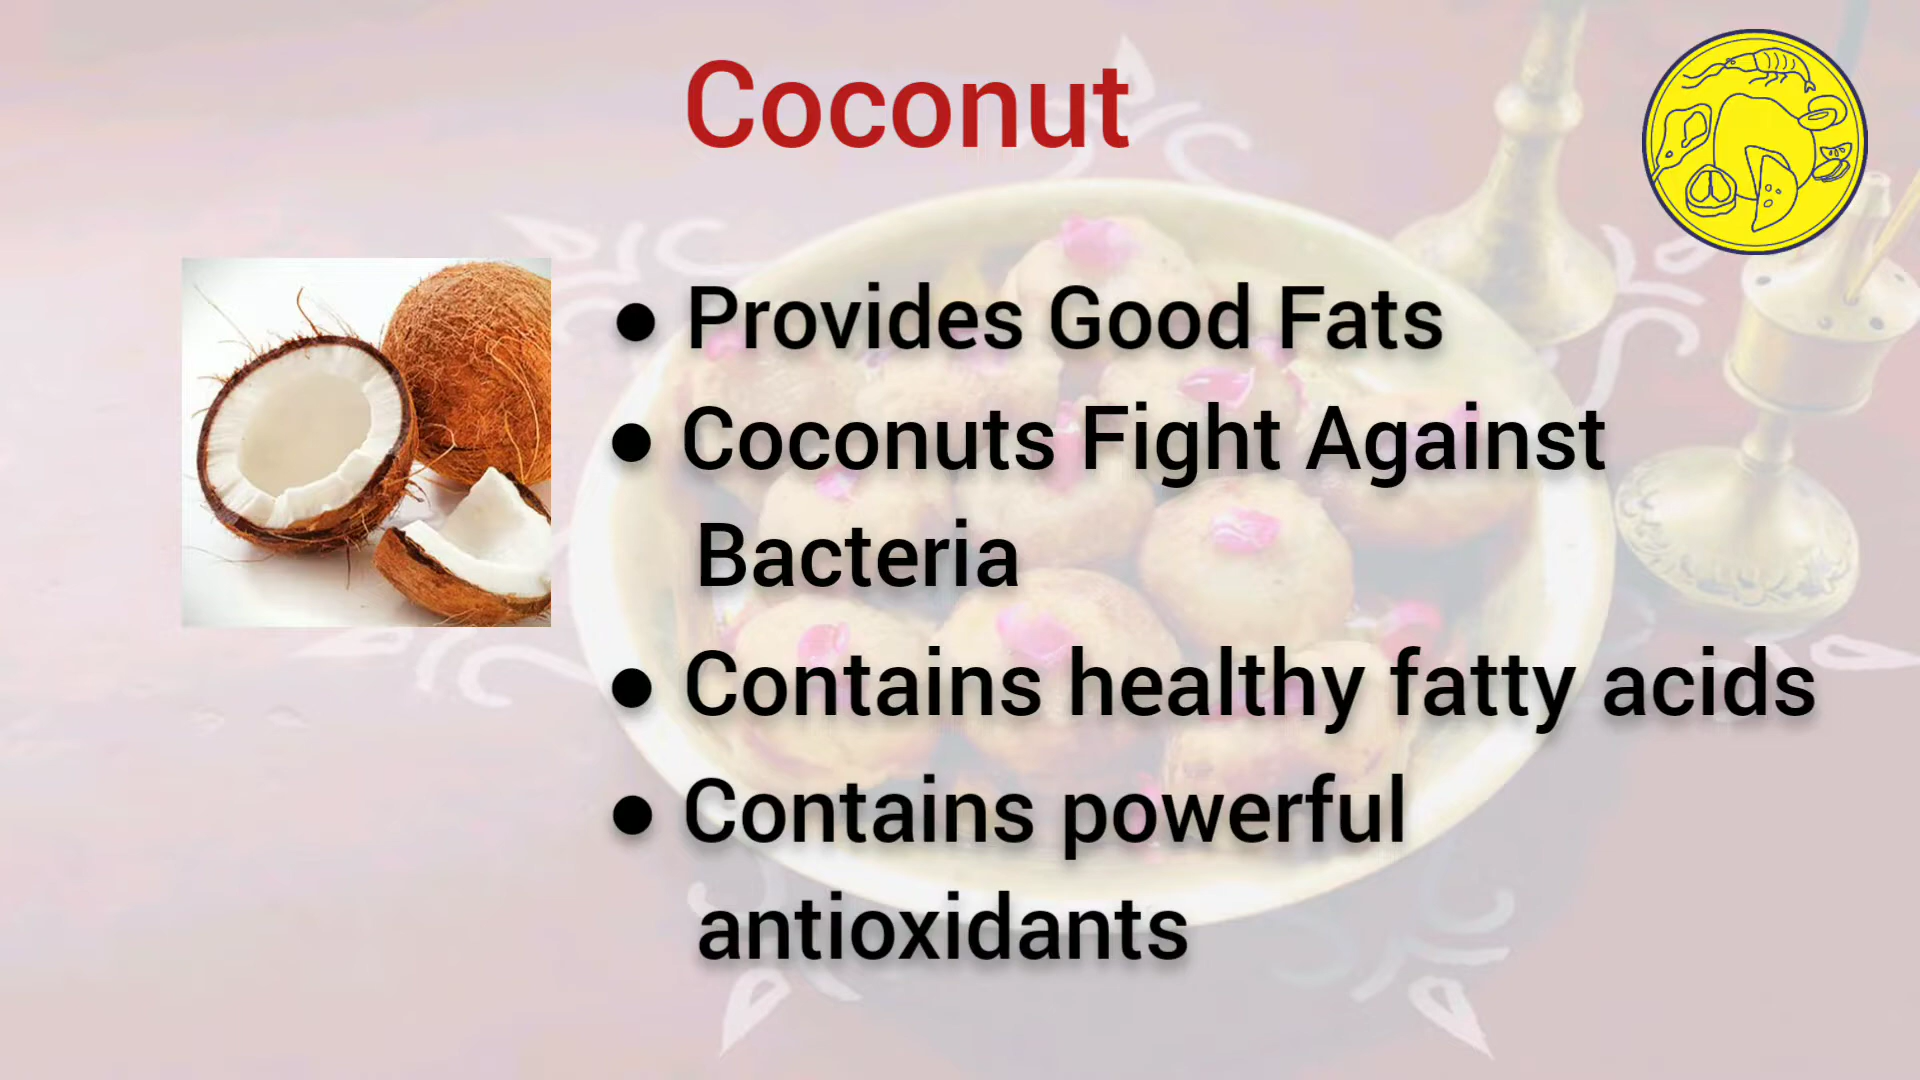 Coconut
● Provides Good Fats
● Coconuts Fight Against
Bacteria
● Contains healthy fatty acids
● Contains powerful
antioxidants